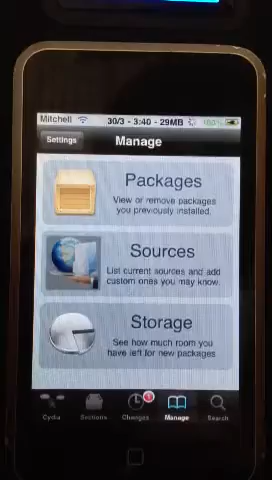 Mitchell 30/3 - 3:40 - 29MB 100%
Settings Manage
Packages
View or remove packages
you previously installed.
Sources
List current sources and add
custom ones you may know.
Storage
See how much room you
have left for new packages
Cydia Sections Changes Manage Search